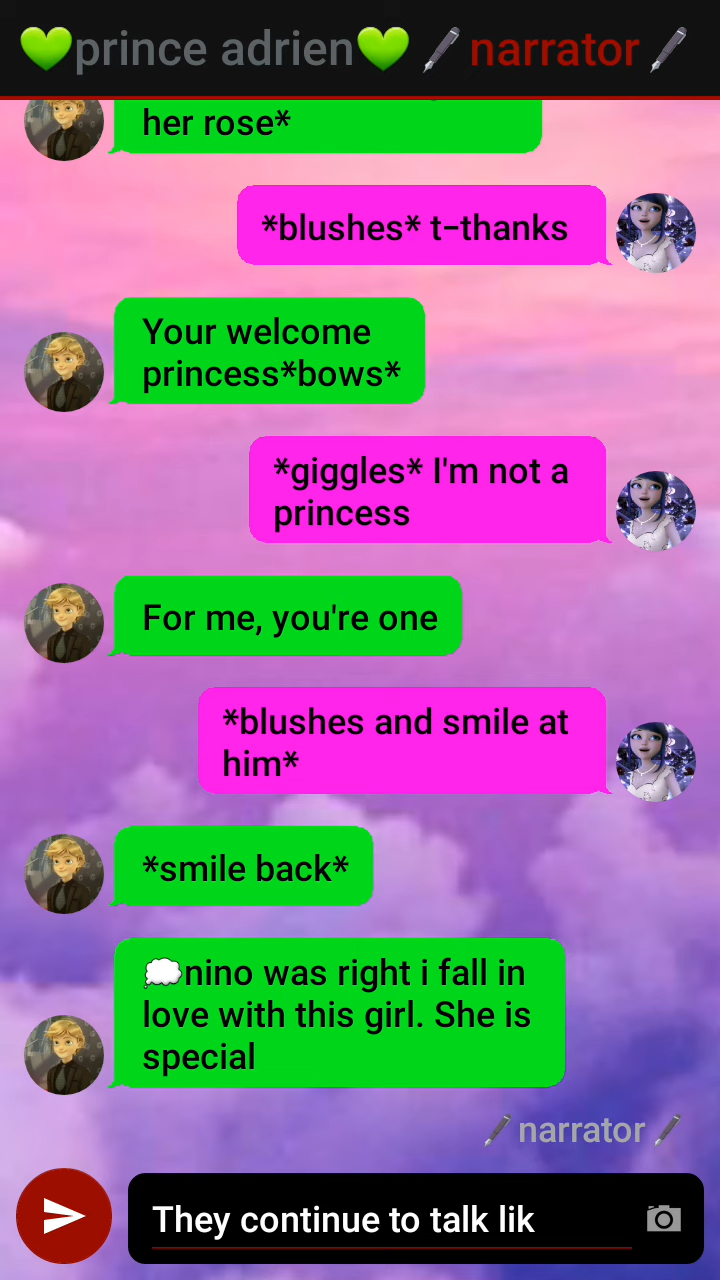 💚prince adrien💚 🖊 narrator 🖊
her rose*
*blushes* t-thanks
Your welcome
princess*bows*
*giggles* I'm not a
princess
For me, you're one
*blushes and smile at
him*
*smile back*
💭nino was right i fall in
love with this girl. She is
special
🖊 narrator 🖊
They continue to talk lik